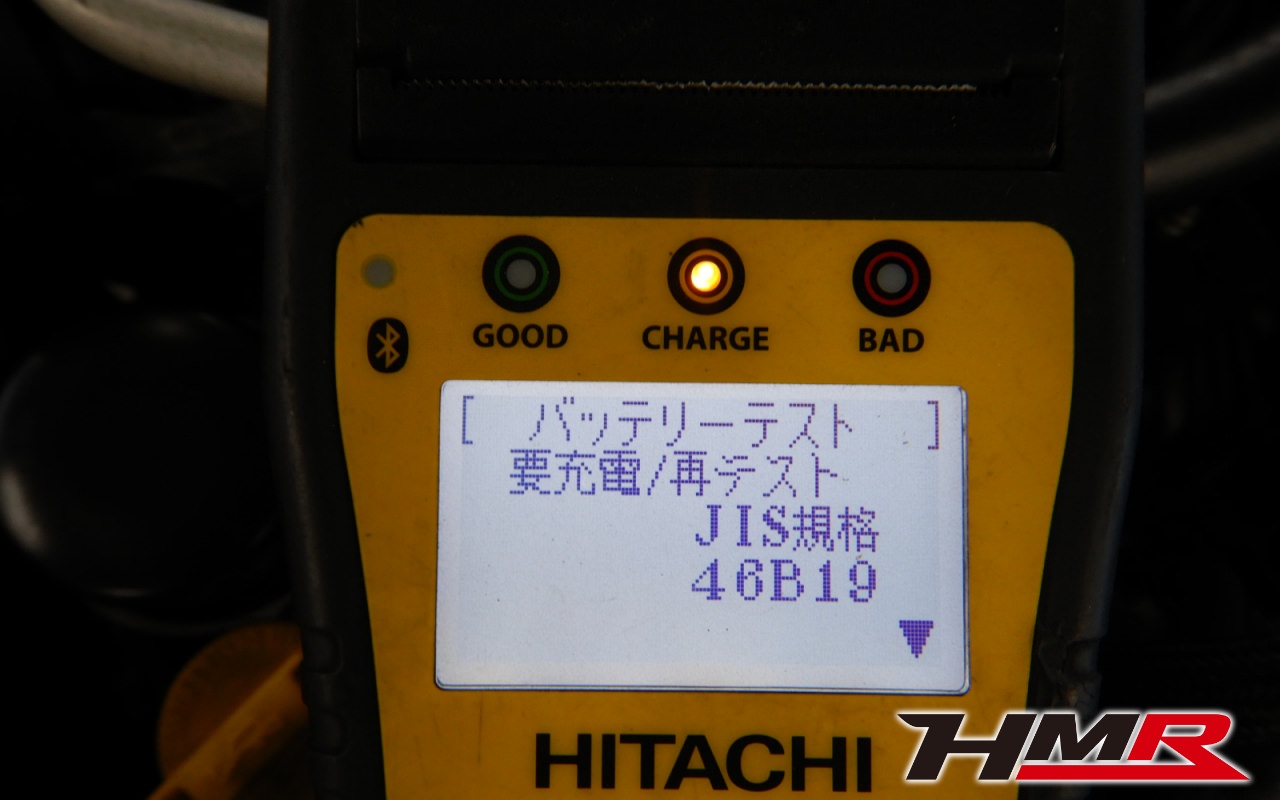 GOOD
CHARGE
BAD
[ バッテリーテスト ]
要充電/再テスト
JIS規格
46B19
▼
HITACHI
HMR